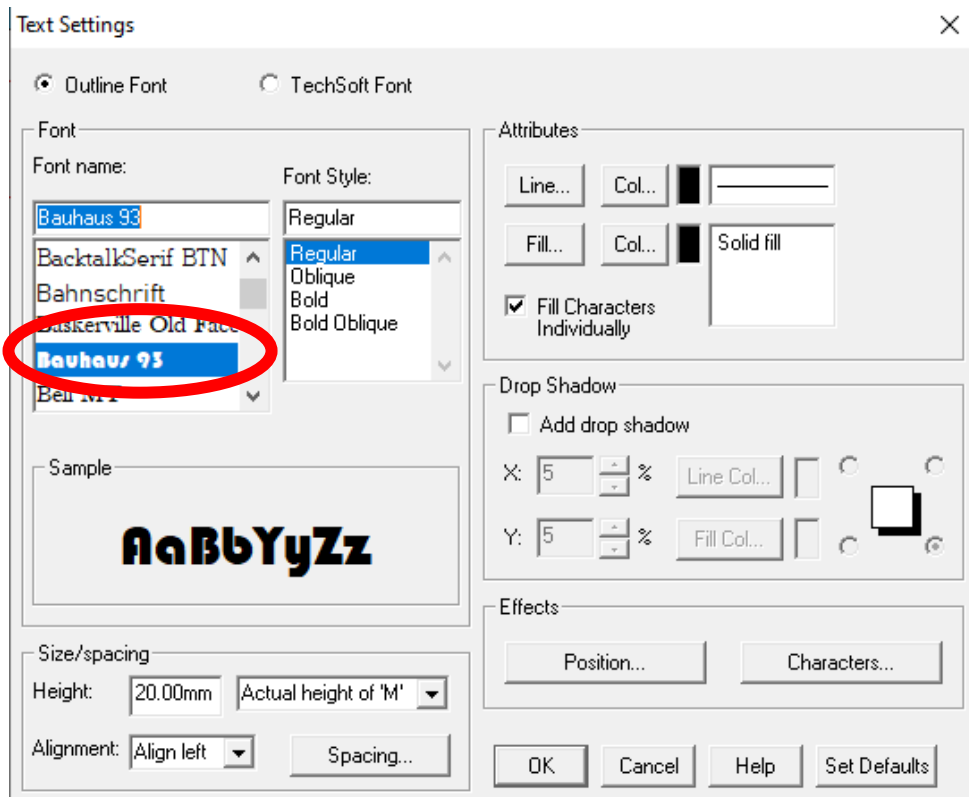 Text Settings
Outline Font
TechSoft Font
Font
Font name:
Bauhaus 93
BacktalkSerif BTN
Bahnschrift
Baskerville Old Face
Bauhaus 93
Bell MT
Font Style:
Regular
Regular
Oblique
Bold
Bold Oblique
Sample
AaBbYyZz
Size/spacing
Height:
20.00mm
Actual height of 'M'
Alignment:
Align left
Spacing...
Attributes
Line...
Col...
Fill...
Col...
Solid fill
Fill Characters
Individually
Drop Shadow
Add drop shadow
X:
5
%
Line Col...
Y:
5
%
Fill Col...
Effects
Position...
Characters...
OK
Cancel
Help
Set Defaults